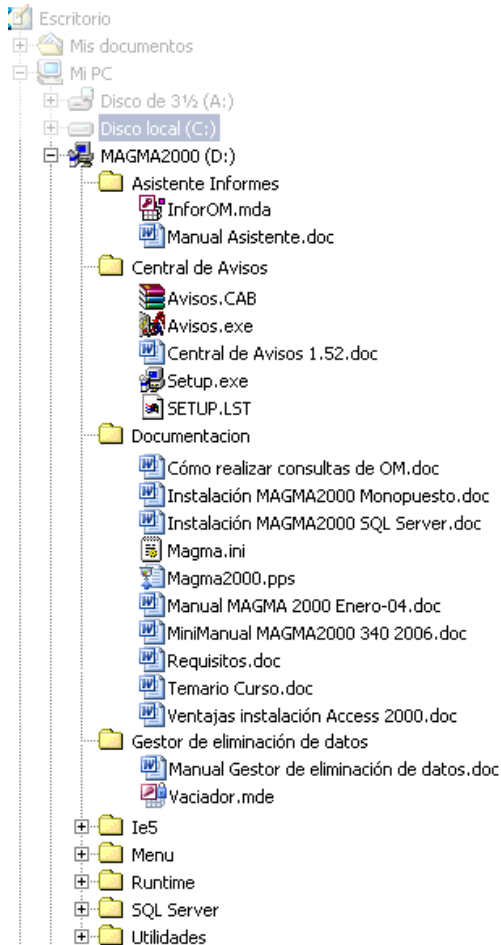 Escritorio
Mis documentos
Mi PC
Disco de 3½ (A:)
Disco local (C:)
MAGMA2000 (D:)
Asistente Informes
InforOM.mda
Manual Asistente.doc
Central de Avisos
Avisos.CAB
Avisos.exe
Central de Avisos 1.52.doc
Setup.exe
SETUP.LST
Documentacion
Cómo realizar consultas de OM.doc
Instalación MAGMA2000 Monopuesto.doc
Instalación MAGMA2000 SQL Server.doc
Magma.ini
Magma2000.pps
Manual MAGMA 2000 Enero-04.doc
MiniManual MAGMA2000 340 2006.doc
Requisitos.doc
Temario Curso.doc
Ventajas instalación Access 2000.doc
Gestor de eliminación de datos
Manual Gestor de eliminación de datos.doc
Vaciador.mde
Ie5
Menu
Runtime
SQL Server
Utilidades